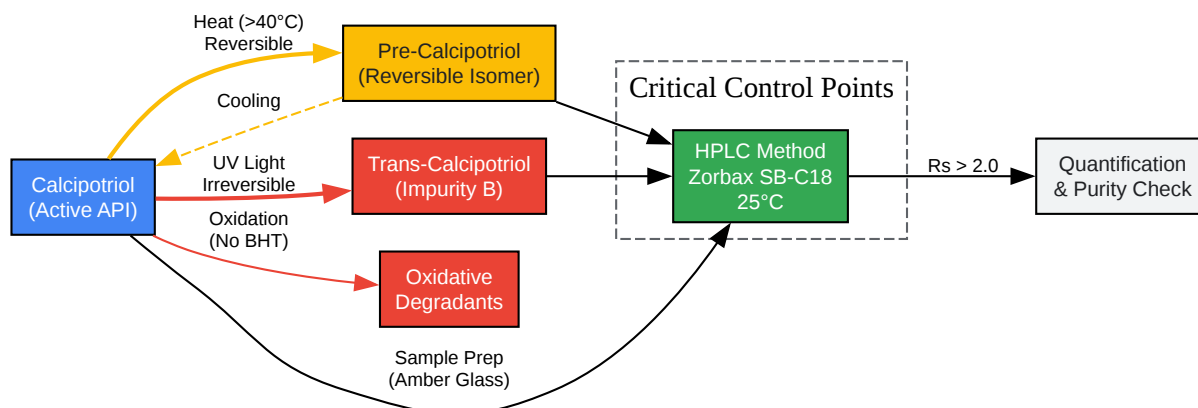 Heat (>40°C)
Reversible
Pre-Calcipotriol
(Reversible Isomer)
Cooling
Critical Control Points
Calcipotriol
(Active API)
UV Light
Irreversible
Trans-Calcipotriol
(Impurity B)
HPLC Method
Zorbax SB-C18
25°C
Rs > 2.0
Quantification
& Purity Check
Oxidation
(No BHT)
Oxidative
Degradants
Sample Prep
(Amber Glass)